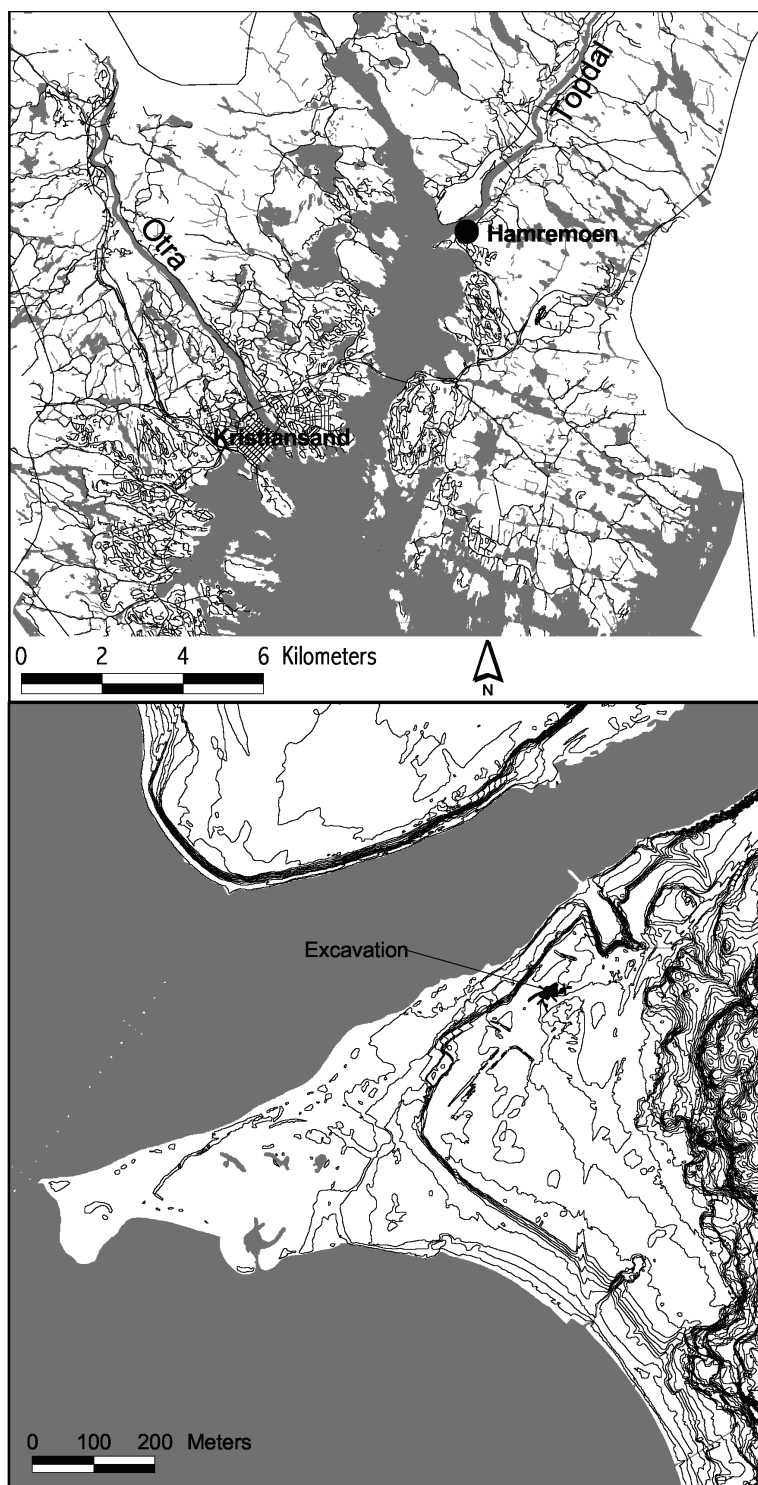 Topdal
Otra
Hamremoen
Kristiansand
0 2 4 6 Kilometers
N
Excavation
0 100 200 Meters